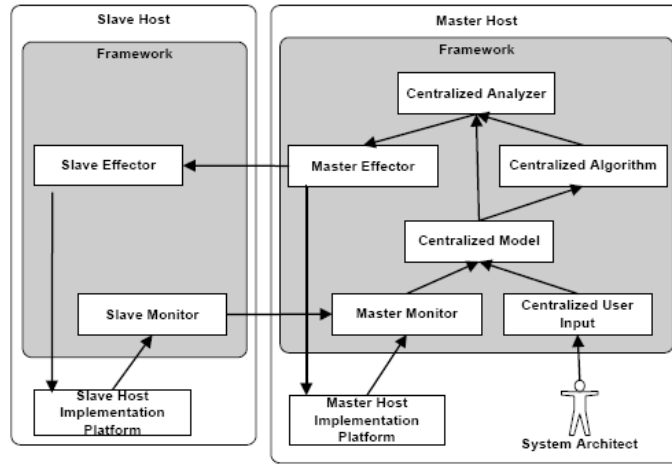 Slave Host
Master Host
Framework
Framework
Centralized Analyzer
Slave Effector
Master Effector
Centralized Algorithm
Centralized Model
Slave Monitor
Master Monitor
Centralized User
Input
Slave Host
Implementation
Platform
Master Host
Implementation
Platform
System Architect